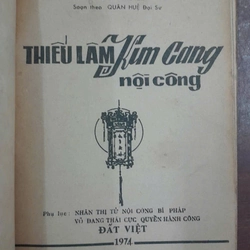 Soạn theo QUẢN HUỆ Đại Sư
THIẾU LÂM Kim Cang
nội công
Phụ lục: NHÂN THỊ TỬ NỘI CÔNG BÍ PHÁP
VÕ ĐANG THÁI CỰC QUYỀN HÀNH CÔNG
ĐẤT VIỆT
1974